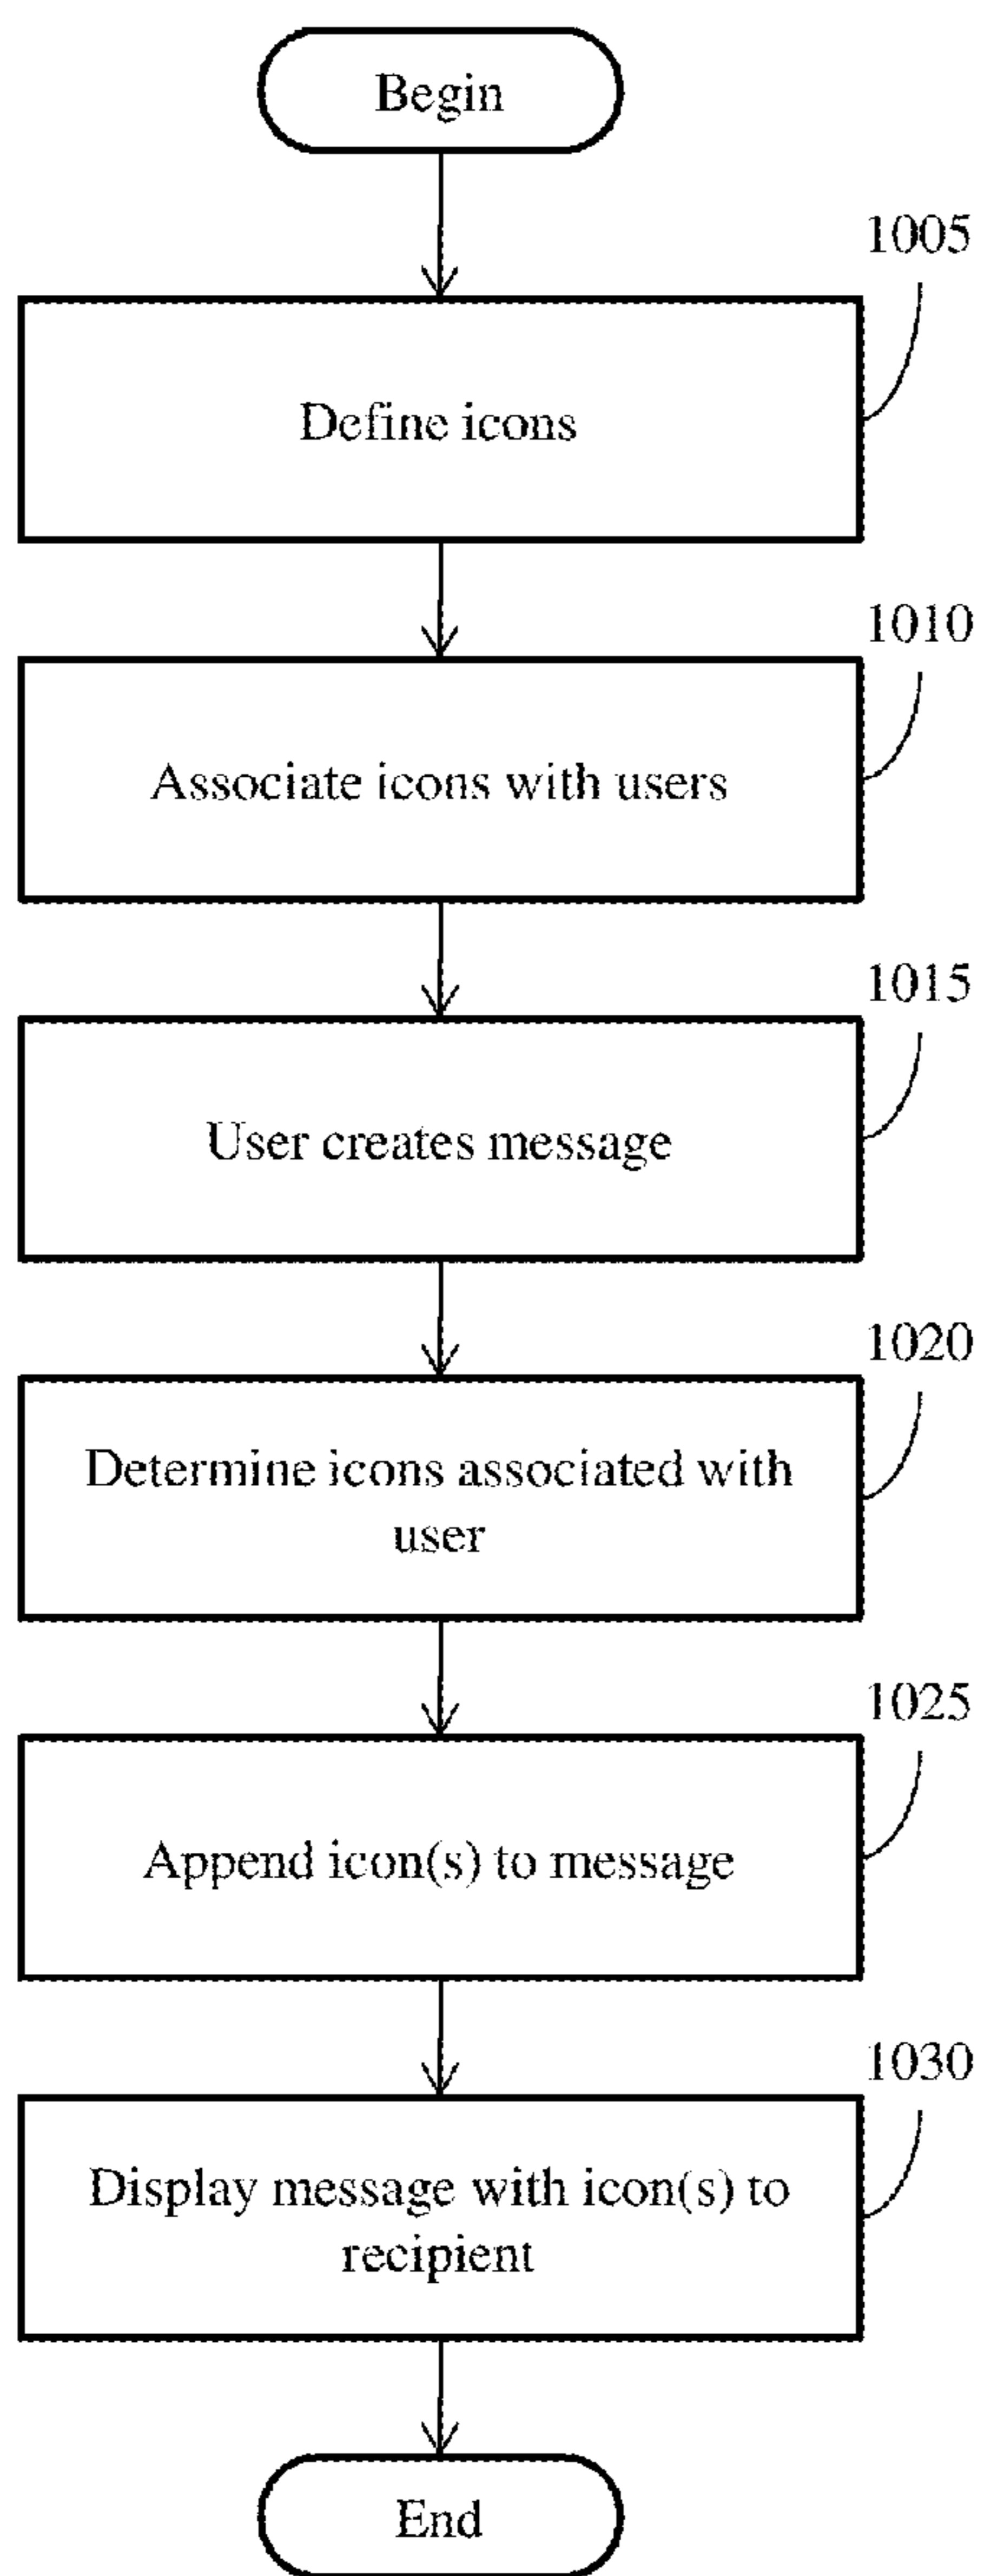 Begin
1005
Define icons
1010
Associate icons with users
1015
User creates message
1020
Determine icons associated with
user
1025
Append icon(s) to message
1030
Display message with icon(s) to
recipient
End